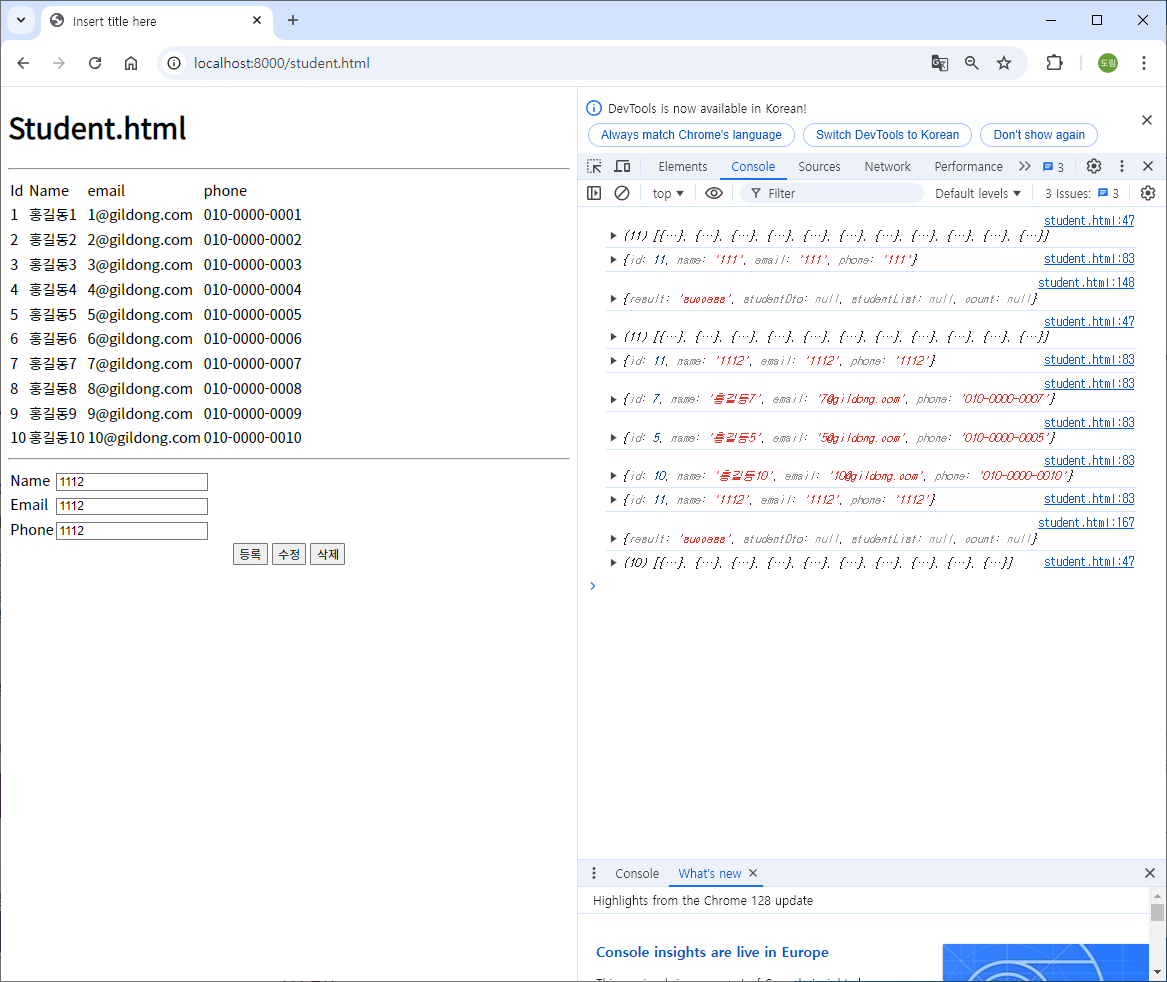 Insert title here
localhost:8000/student.html
도림
Student.html
Id Name email phone
1 홍길동1 1@gildong.com 010-0000-0001
2 홍길동2 2@gildong.com 010-0000-0002
3 홍길동3 3@gildong.com 010-0000-0003
4 홍길동4 4@gildong.com 010-0000-0004
5 홍길동5 5@gildong.com 010-0000-0005
6 홍길동6 6@gildong.com 010-0000-0006
7 홍길동7 7@gildong.com 010-0000-0007
8 홍길동8 8@gildong.com 010-0000-0008
9 홍길동9 9@gildong.com 010-0000-0009
10 홍길동10 10@gildong.com 010-0000-0010
Name 1112
Email 1112
Phone 1112
등록 수정 삭제
DevTools is now available in Korean!
Always match Chrome's language Switch DevTools to Korean Don't show again
Elements Console Sources Network Performance 3
top Filter Default levels 3 Issues: 3
student.html:47
(11) [{…}, {…}, {…}, {…}, {…}, {…}, {…}, {…}, {…}, {…}, {…}]
{id: 11, name: '111', email: '111', phone: '111'} student.html:83
student.html:148
{result: 'success', studentDto: null, studentList: null, count: null}
student.html:47
(11) [{…}, {…}, {…}, {…}, {…}, {…}, {…}, {…}, {…}, {…}, {…}]
{id: 11, name: '1112', email: '1112', phone: '1112'} student.html:83
student.html:83
{id: 7, name: '홍길동7', email: '7@gildong.com', phone: '010-0000-0007'}
student.html:83
{id: 5, name: '홍길동5', email: '5@gildong.com', phone: '010-0000-0005'}
student.html:83
{id: 10, name: '홍길동10', email: '10@gildong.com', phone: '010-0000-0010'}
{id: 11, name: '1112', email: '1112', phone: '1112'} student.html:83
student.html:167
{result: 'success', studentDto: null, studentList: null, count: null}
(10) [{…}, {…}, {…}, {…}, {…}, {…}, {…}, {…}, {…}, {…}] student.html:47
Console What's new
Highlights from the Chrome 128 update
Console insights are live in Europe